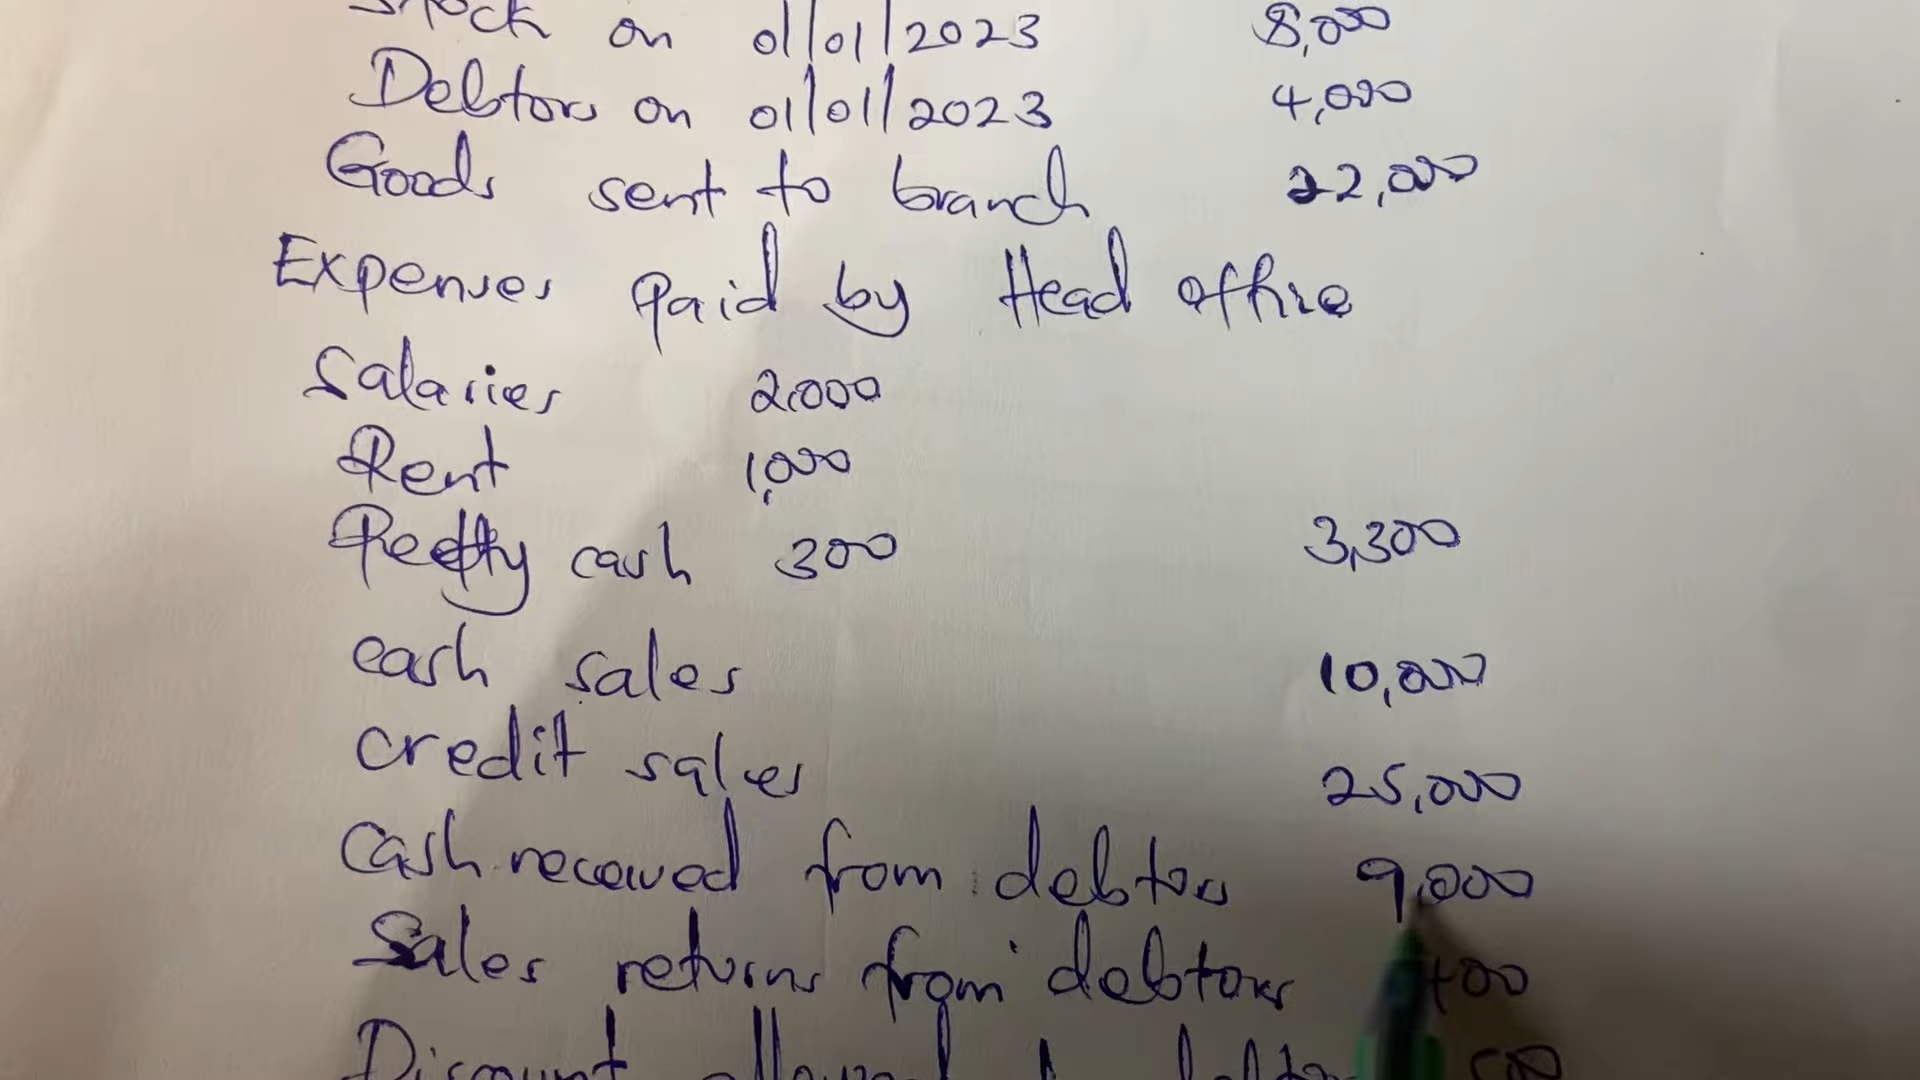 Stock on 01/01/2023 8,000
Debtors on 01/01/2023 4,000
Goods sent to branch 22,000
Expenses paid by Head office
Salaries 2,000
Rent 1,000
Petty cash 300 3,300
cash sales 10,000
credit sales 25,000
Cash received from debtors 9,000
Sales returns from debtors
Discount allowed